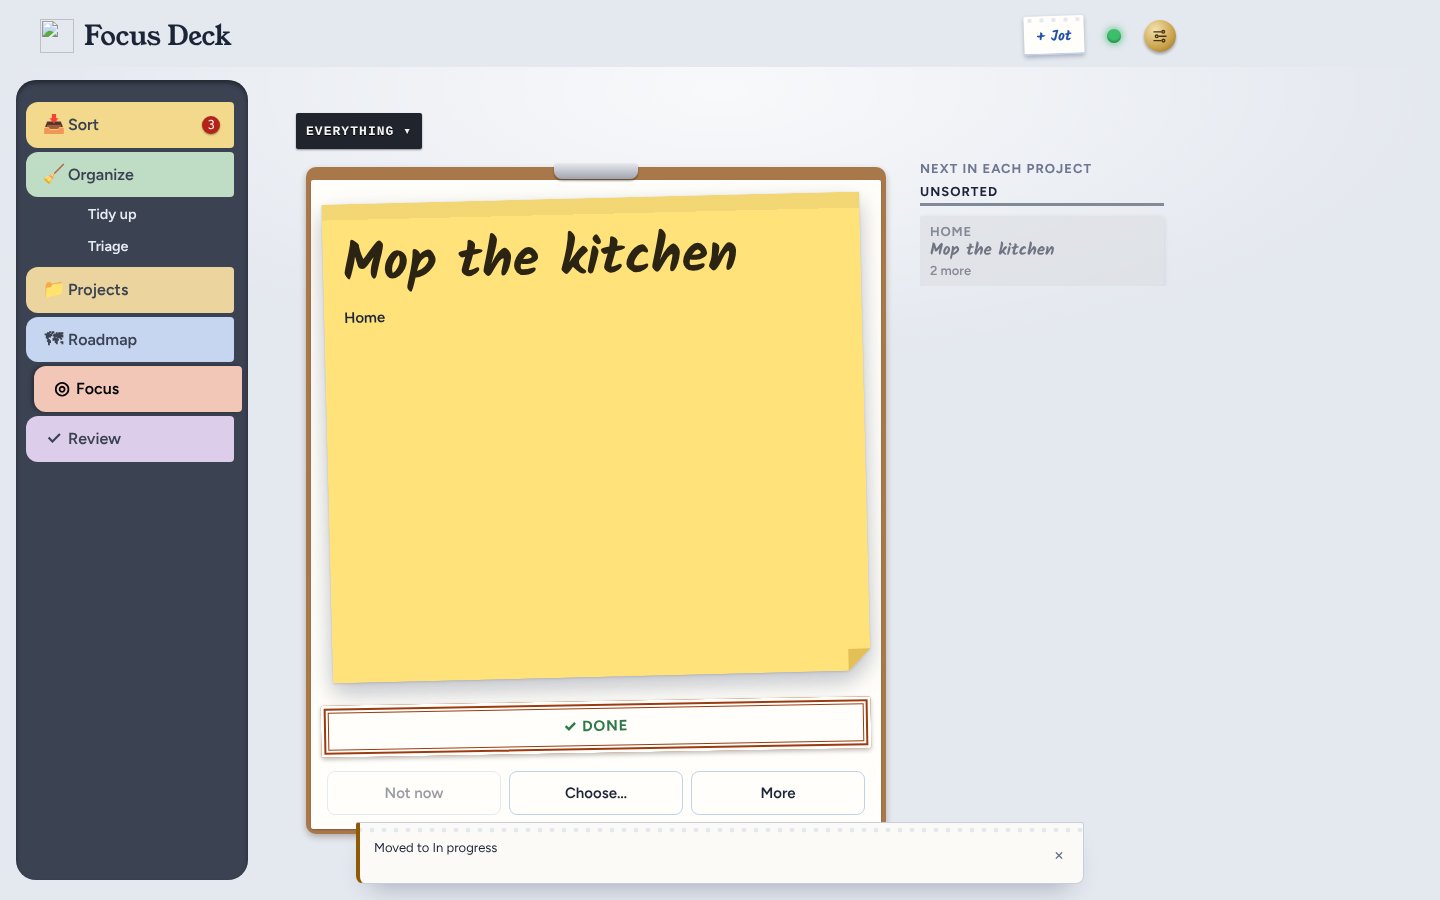 Focus Deck
+ Jot
Sort
3
Organize
Tidy up
Triage
Projects
Roadmap
Focus
Review
EVERYTHING ▾
Mop the kitchen
Home
✓ DONE
Not now
Choose...
More
NEXT IN EACH PROJECT
UNSORTED
HOME
Mop the kitchen
2 more
Moved to In progress
×